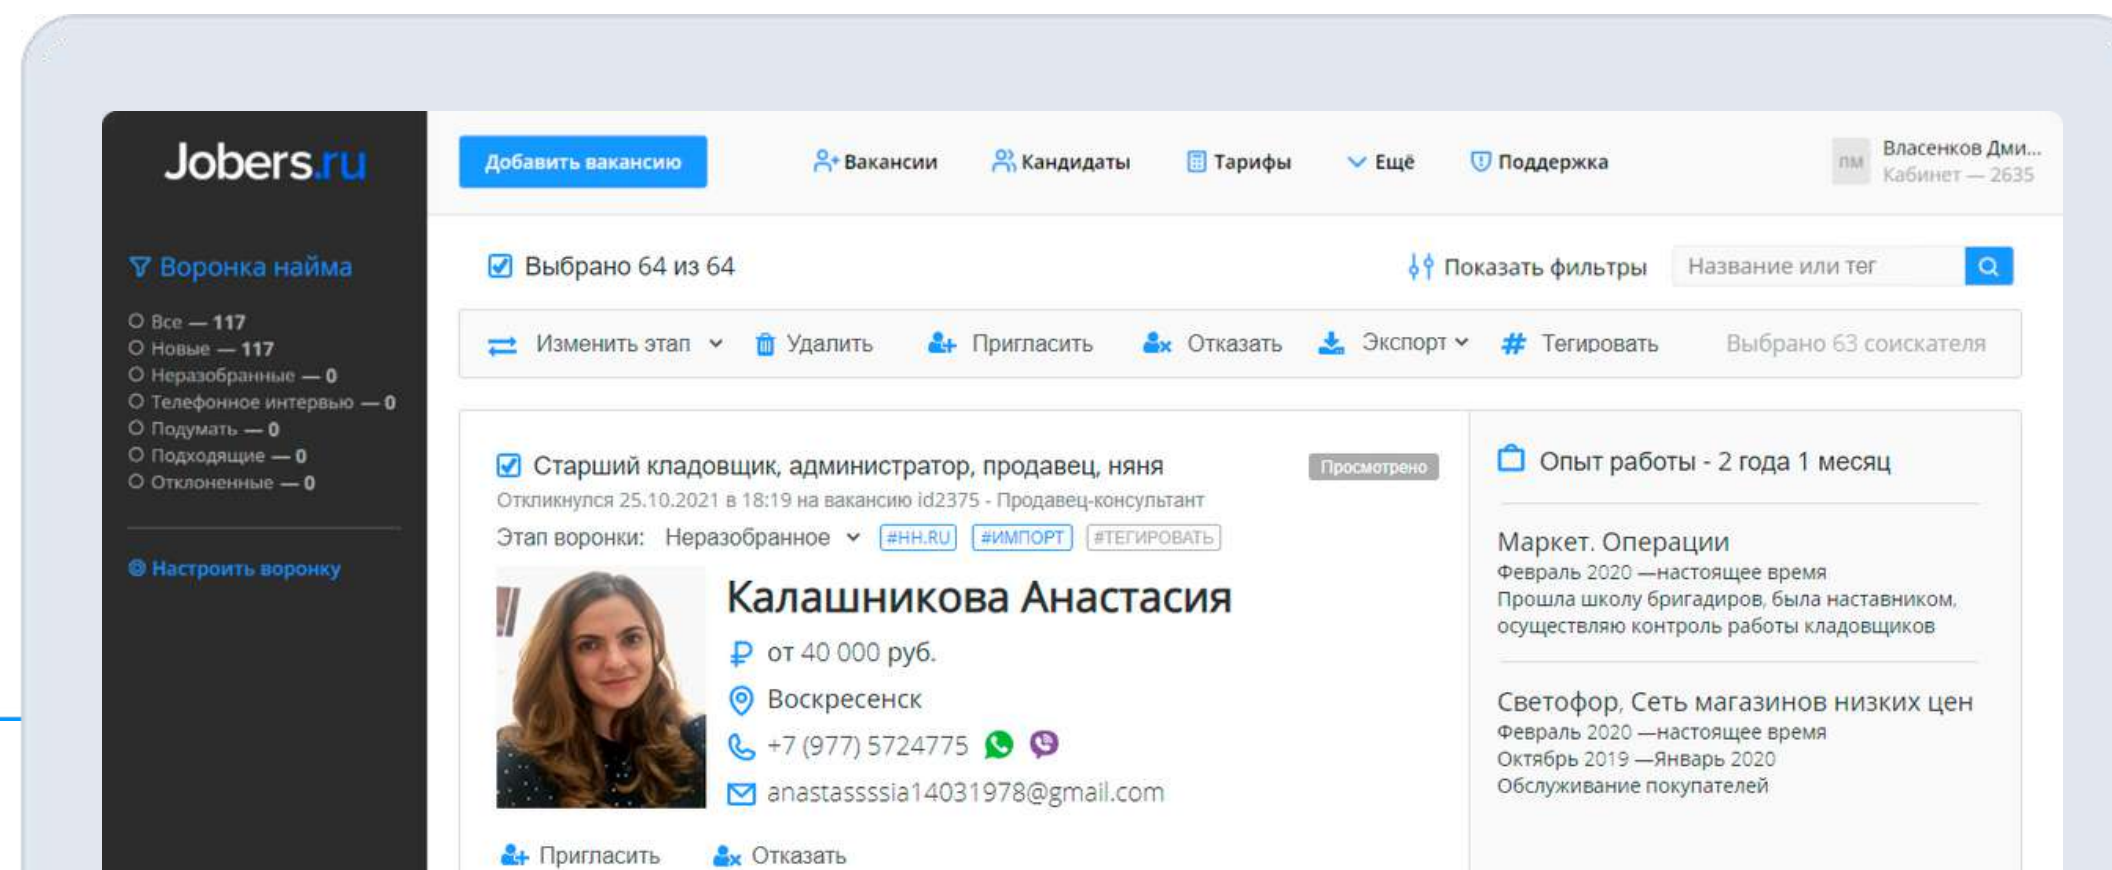 Jobers.ru
Добавить вакансию
Вакансии
Кандидаты
Тарифы
Ещё
Поддержка
ПМ
Власенков Дми...
Кабинет — 2635
Воронка найма
Все — 117
Новые — 117
Неразобранные — 0
Телефонное интервью — 0
Подумать — 0
Подходящие — 0
Отклоненные — 0
Настроить воронку
Выбрано 64 из 64
Показать фильтры
Название или тег
Изменить этап
Удалить
Пригласить
Отказать
Экспорт
# Тегировать
Выбрано 63 соискателя
Старший кладовщик, администратор, продавец, няня
Просмотрено
Откликнулся 25.10.2021 в 18:19 на вакансию id2375 - Продавец-консультант
Этап воронки: Неразобранное #HH.RU #ИМПОРТ #ТЕГИРОВАТЬ
Калашникова Анастасия
₽ от 40 000 руб.
Воскресенск
+7 (977) 5724775
anastassssia14031978@gmail.com
Пригласить
Отказать
Опыт работы - 2 года 1 месяц
Маркет. Операции
Февраль 2020 —настоящее время
Прошла школу бригадиров, была наставником,
осуществляю контроль работы кладовщиков
Светофор, Сеть магазинов низких цен
Февраль 2020 —настоящее время
Октябрь 2019 —Январь 2020
Обслуживание покупателей